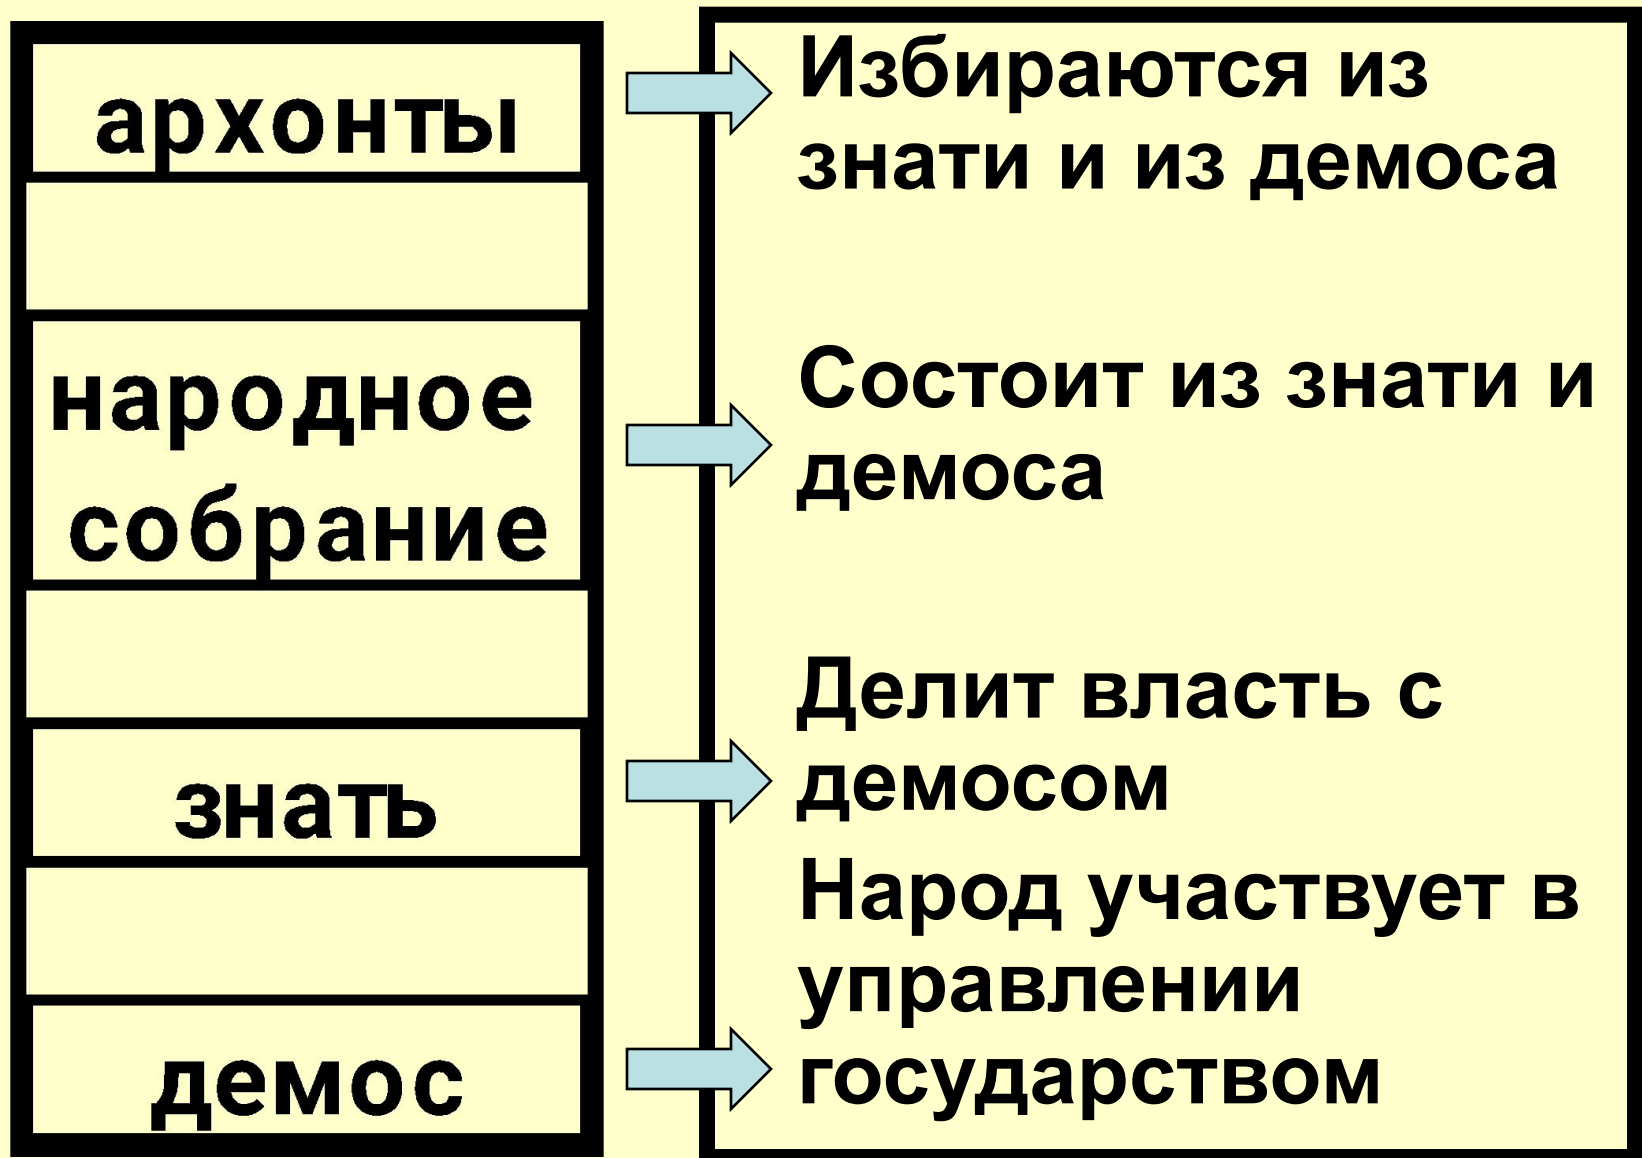 архонты
Избираются из
знати и из демоса
народное
собрание
Состоит из знати и
демоса
знать
Делит власть с
демосом
демос
Народ участвует в
управлении
государством